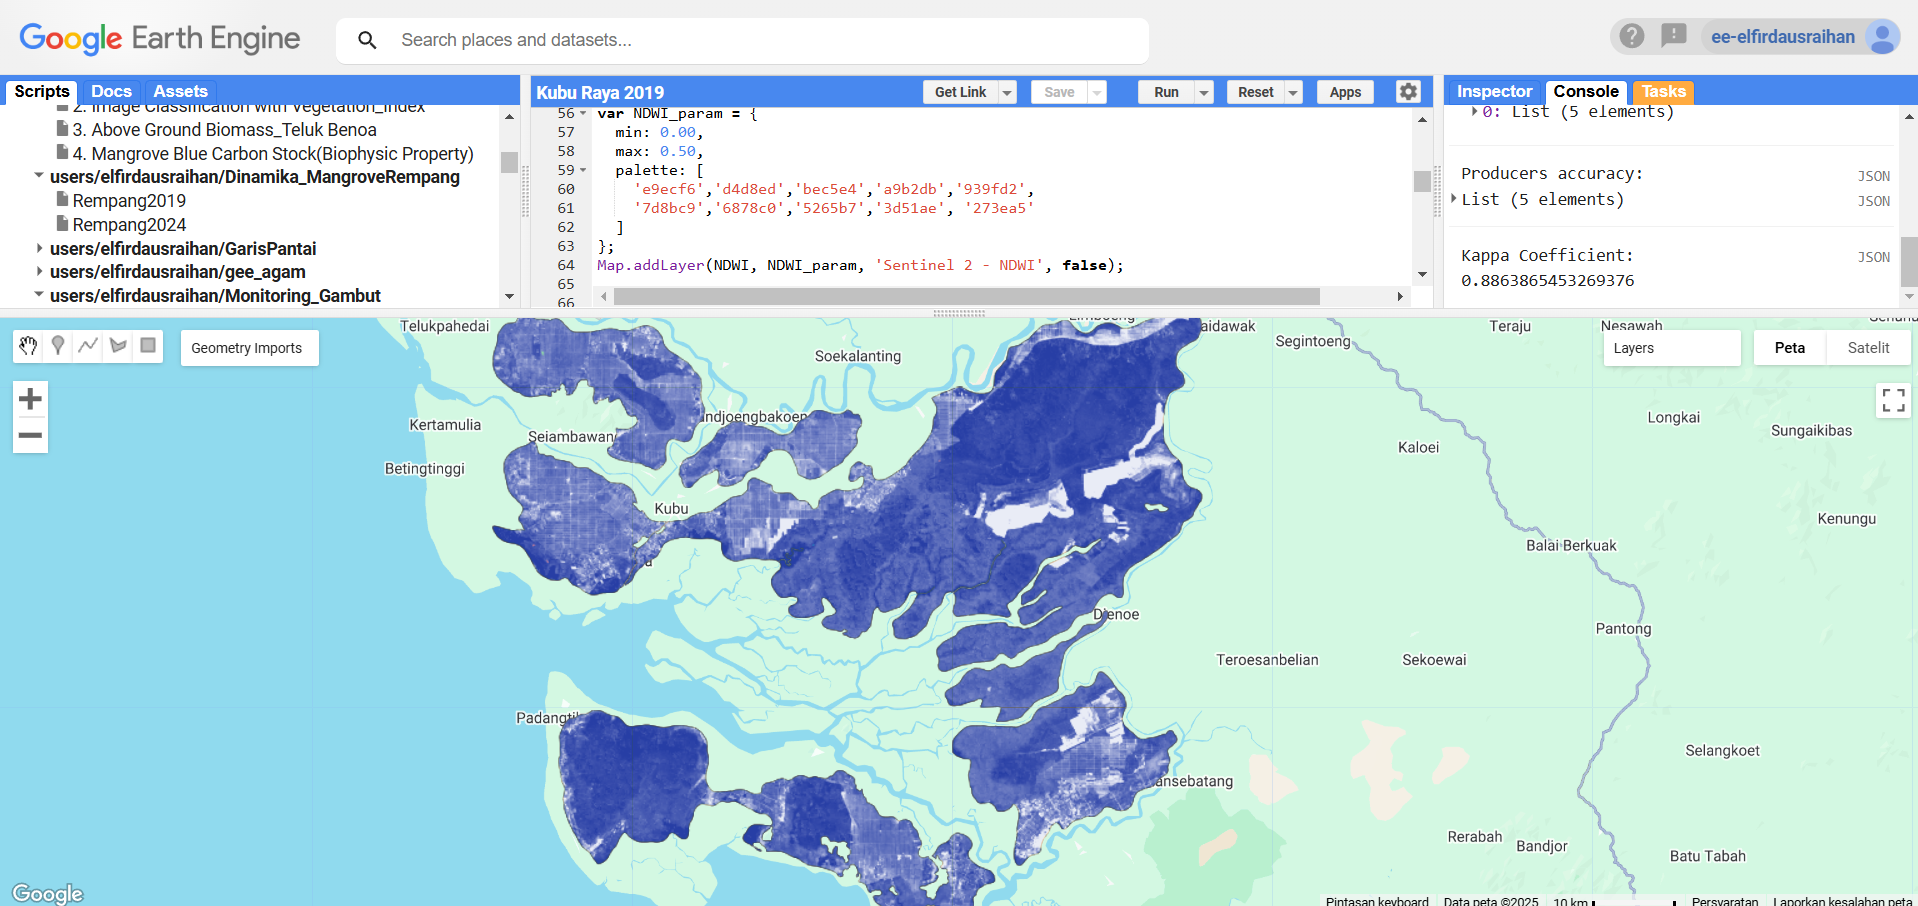 Google Earth Engine
Search places and datasets...
ee-elfirdausraihan
Scripts Docs Assets
2. Image Classification with Vegetation_Index
3. Above Ground Biomass_Teluk Benoa
4. Mangrove Blue Carbon Stock(Biophysic Property)
users/elfirdausraihan/Dinamika_MangroveRempang
Rempang2019
Rempang2024
users/elfirdausraihan/GarisPantai
users/elfirdausraihan/gee_agam
users/elfirdausraihan/Monitoring_Gambut
Kubu Raya 2019
Get Link Save Run Reset Apps
56 var NDWI_param = {
57 min: 0.00,
58 max: 0.50,
59 palette: [
60 'e9ecf6','d4d8ed','bec5e4','a9b2db','939fd2',
61 '7d8bc9','6878c0','5265b7','3d51ae', '273ea5'
62 ]
63 };
64 Map.addLayer(NDWI, NDWI_param, 'Sentinel 2 - NDWI', false);
65
66
Inspector Console Tasks
0: List (5 elements)
Producers accuracy: JSON
List (5 elements) JSON
Kappa Coefficient: JSON
0.8863865453269376
Geometry Imports
Layers
Peta Satelit
Telukpahedai
Soekalanting
aidawak
Segintoeng
Teraju
Nesawah
Kertamulia
Seiambawan
ndjoengbakoen
Betingtinggi
Kubu
Kaloei
Longkai
Sungaikibas
Kenungu
Balai Berkuak
Dienoe
Pantong
Teroesanbelian
Sekoewai
Padangtik
Selangkoet
ansebatang
Rerabah
Bandjor
Batu Tabah
Google
Pintasan keyboard Data peta ©2025 10 km Persyaratan Laporkan kesalahan peta